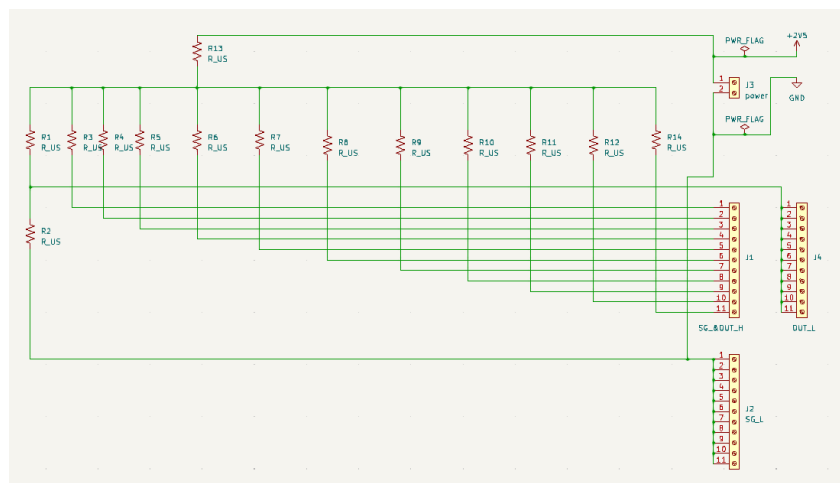 R13
R_US
PWR_FLAG
+2V5
1
2
J3
power
GND
PWR_FLAG
R1
R_US
R3
R_US
R4
R_US
R5
R_US
R6
R_US
R7
R_US
R8
R_US
R9
R_US
R10
R_US
R11
R_US
R12
R_US
R14
R_US
R2
R_US
1
2
3
4
5
6
7
8
9
10
11
J1
SG_&OUT_H
1
2
3
4
5
6
7
8
9
10
11
J4
OUT_L
1
2
3
4
5
6
7
8
9
10
11
J2
SG_L